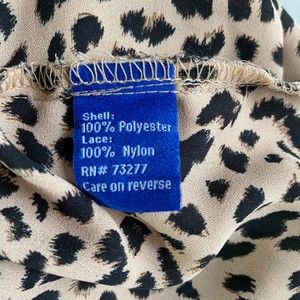 Shell:
100% Polyester
Lace:
100% Nylon
RN# 73277
Care on reverse